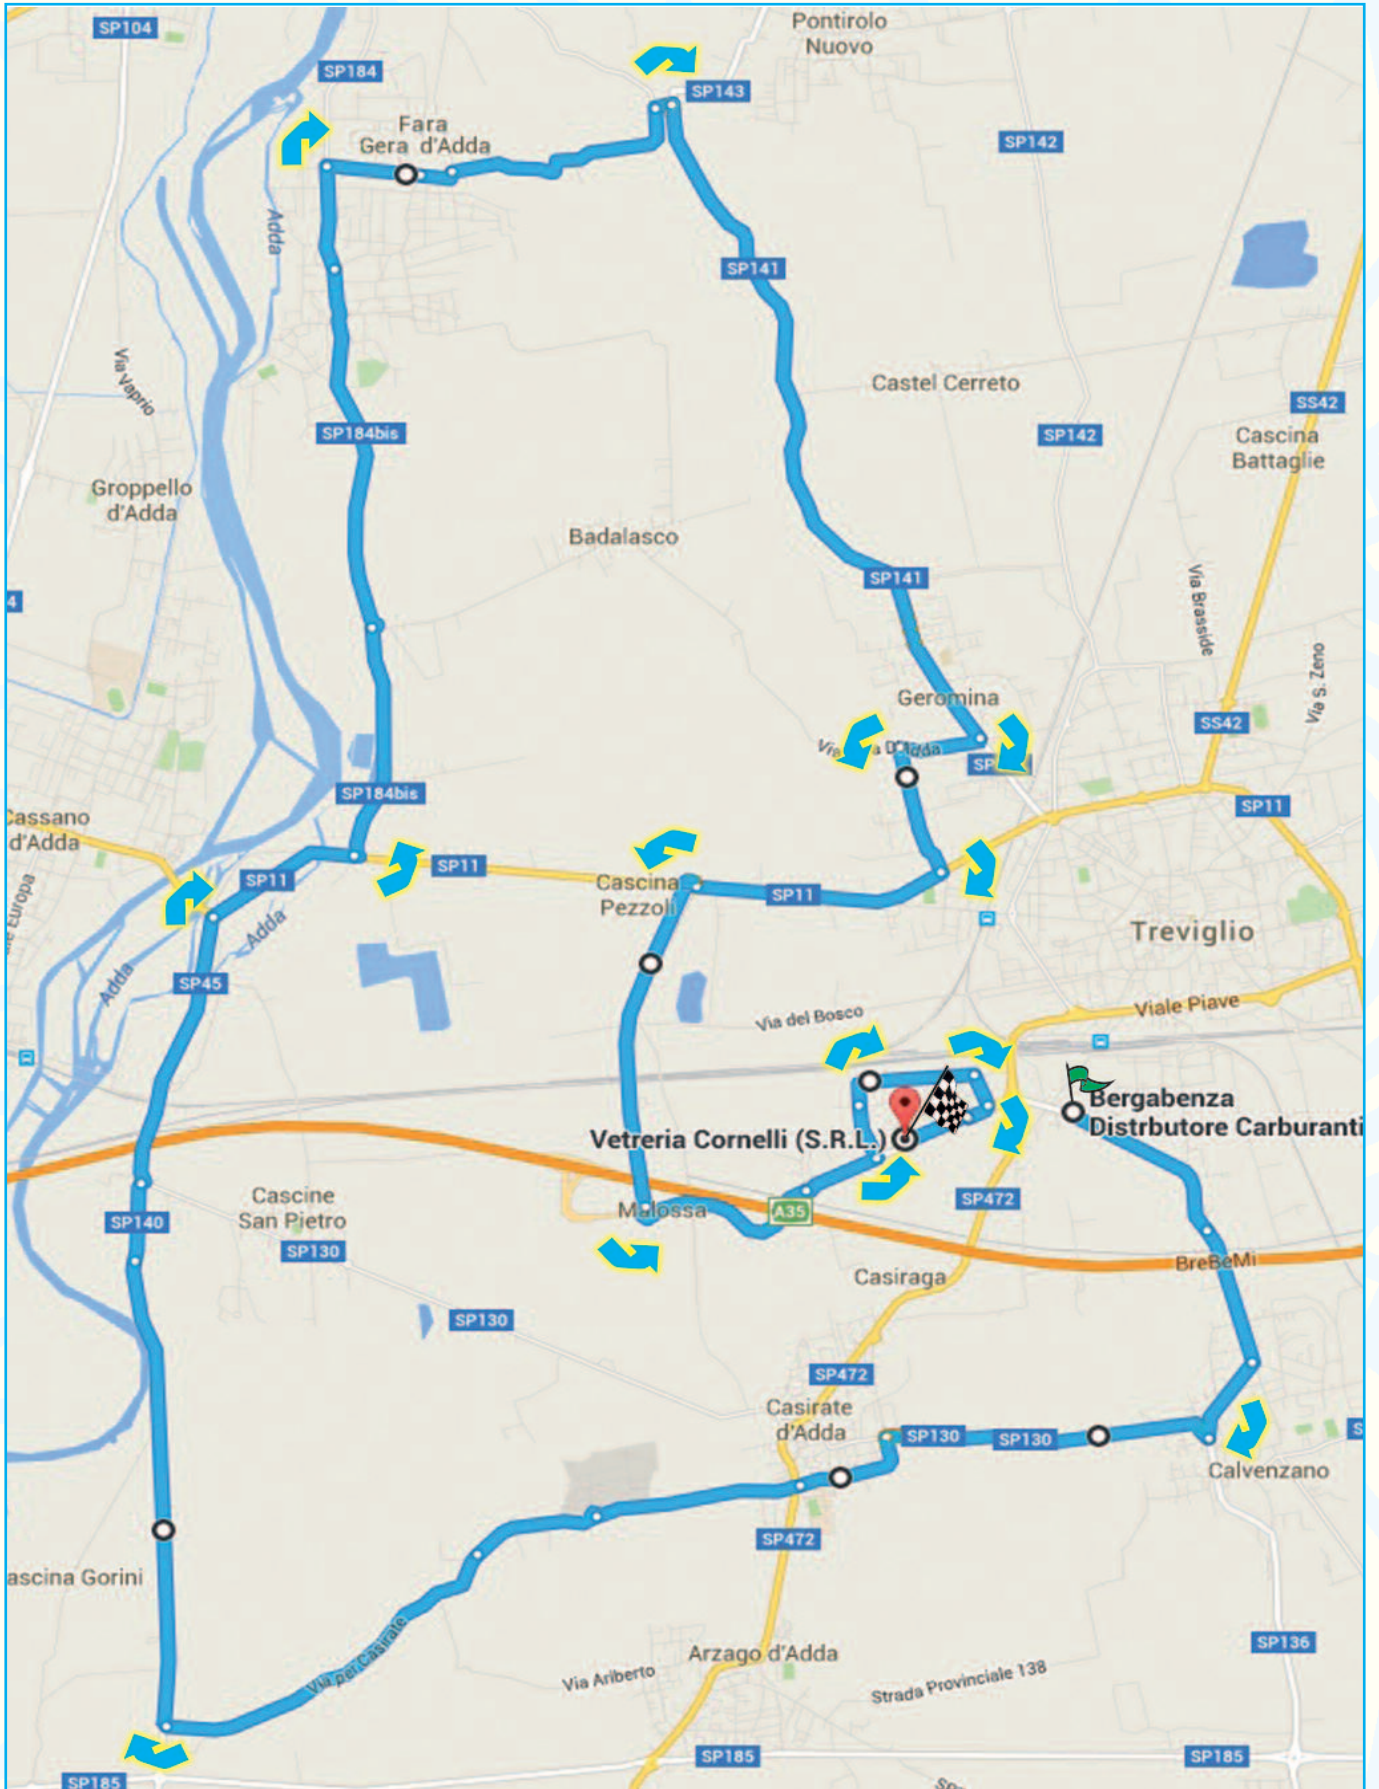 SP104
Pontirolo
Nuovo
SP184
SP143
Fara
Gera d'Adda
SP142
Adda
SP141
Via Vaprio
Castel Cerreto
SS42
SP184bis
SP142
Cascina
Battaglie
Groppello
d'Adda
Badalasco
SP141
Via Brasside
4
Via S. Zeno
Geromina
SS42
D'Adda
SP
SP184bis
SP11
Cassano
d'Adda
SP11
SP11
Cascina
Pezzoli
SP11
Europa
Adda
Treviglio
Adda
SP45
Viale Piave
Via del Bosco
Bergabenza
Distrbutore Carburanti
Vetreria Cornelli (S.R.L.)
Cascine
San Pietro
SP472
Malossa
A35
SP140
SP130
BreBeMi
Casiraga
SP130
SP472
Casirate
d'Adda
SP130
SP130
S
Calvenzano
SP472
ascina Gorini
Via per Casirate
SP136
Arzago d'Adda
Via Ariberto
Strada Provinciale 138
SP185
SP185
SP185